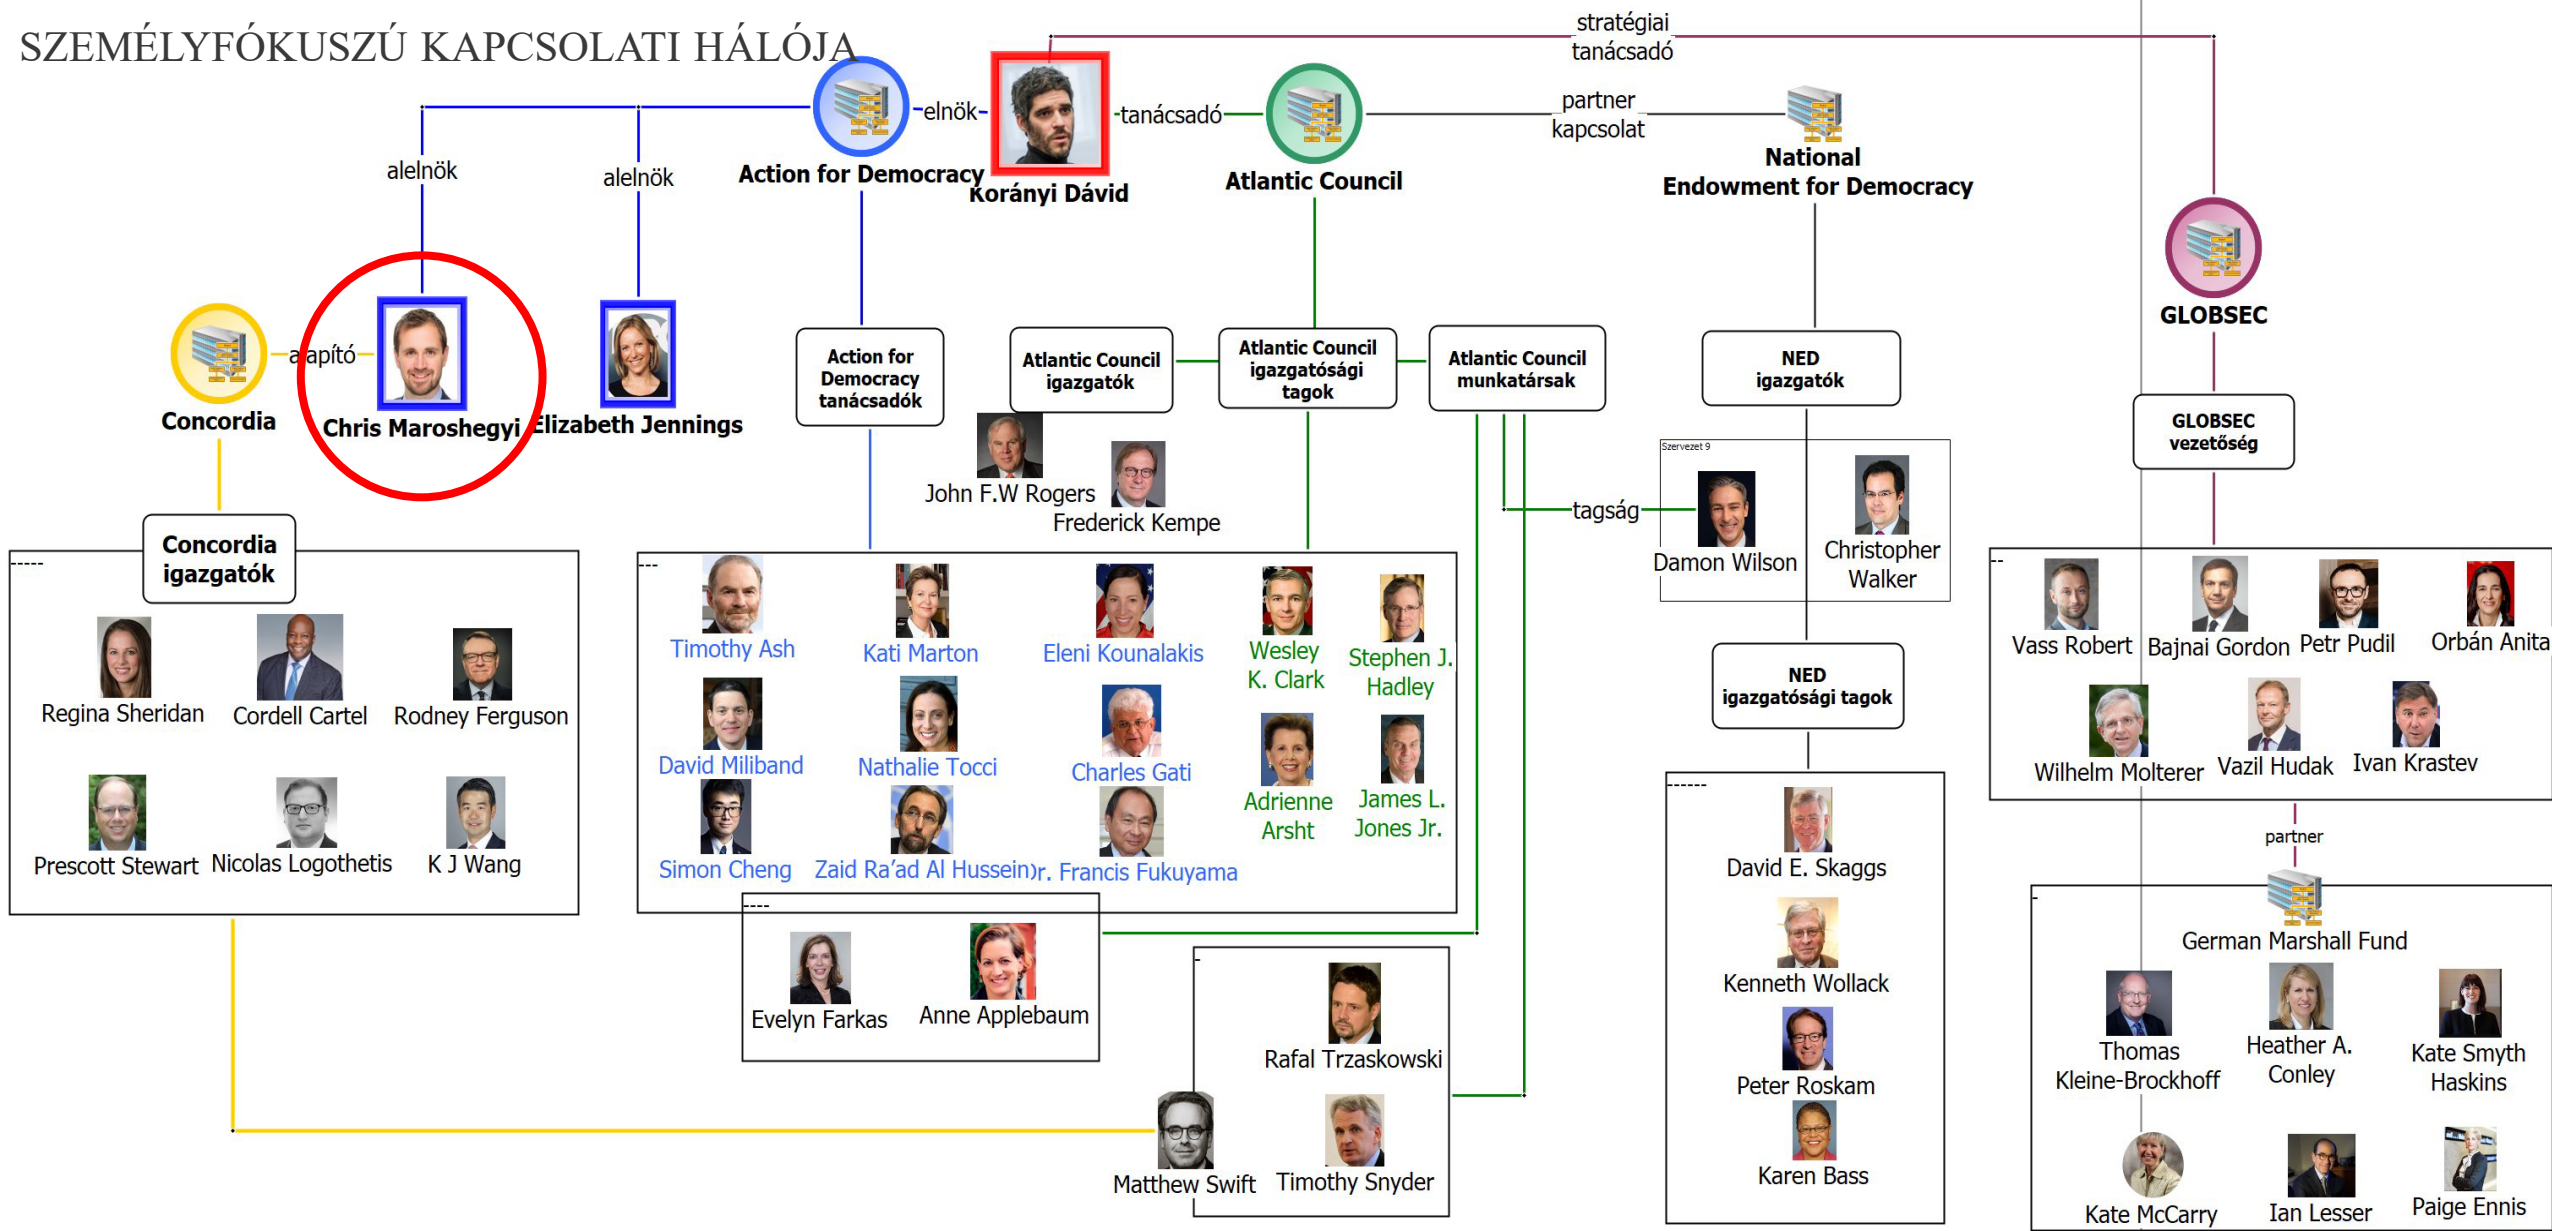 SZEMÉLYFÓKUSZÚ KAPCSOLATI HÁLÓJA
stratégiai
tanácsadó
elnök
tanácsadó
partner
kapcsolat
alelnök
alelnök
Action for Democracy
Korányi Dávid
Atlantic Council
National
Endowment for Democracy
GLOBSEC
alapító
Concordia
Chris Maroshegyi
Elizabeth Jennings
Action for
Democracy
tanácsadók
Atlantic Council
igazgatók
Atlantic Council
igazgatósági
tagok
Atlantic Council
munkatársak
NED
igazgatók
GLOBSEC
vezetőség
Szervezet 9
John F.W Rogers
Frederick Kempe
tagság
Damon Wilson
Christopher
Walker
Concordia
igazgatók
-----
Regina Sheridan
Cordell Cartel
Rodney Ferguson
Prescott Stewart
Nicolas Logothetis
K J Wang
---
Timothy Ash
Kati Marton
Eleni Kounalakis
Wesley
K. Clark
Stephen J.
Hadley
David Miliband
Nathalie Tocci
Charles Gati
Adrienne
Arsht
James L.
Jones Jr.
Simon Cheng
Zaid Ra'ad Al Hussein
r. Francis Fukuyama
----
Evelyn Farkas
Anne Applebaum
-
Rafal Trzaskowski
Matthew Swift
Timothy Snyder
NED
igazgatósági tagok
------
David E. Skaggs
Kenneth Wollack
Peter Roskam
Karen Bass
--
Vass Robert
Bajnai Gordon
Petr Pudil
Orbán Anita
Wilhelm Molterer
Vazil Hudak
Ivan Krastev
partner
-
German Marshall Fund
Thomas
Kleine-Brockhoff
Heather A.
Conley
Kate Smyth
Haskins
Kate McCarry
Ian Lesser
Paige Ennis